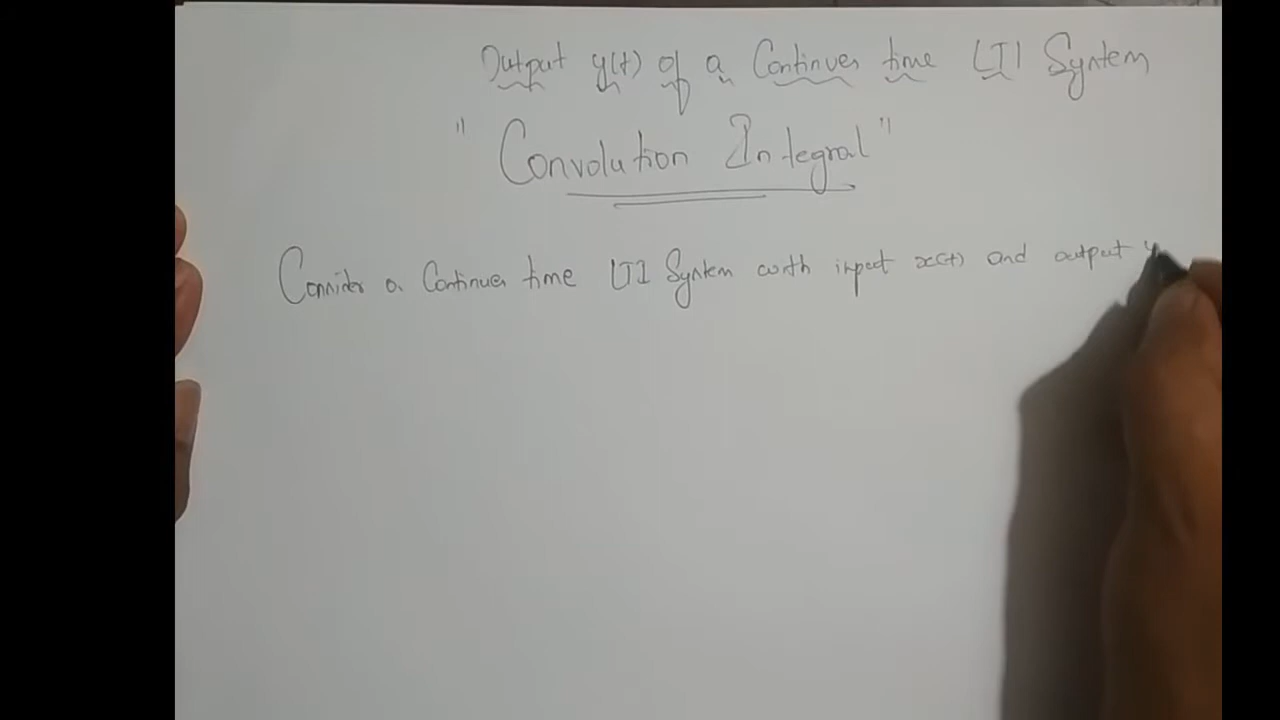 Output y(t) of a Continues time LTI System
"Convolution Integral"
Consider a Continues time LTI System with input x(t) and output y